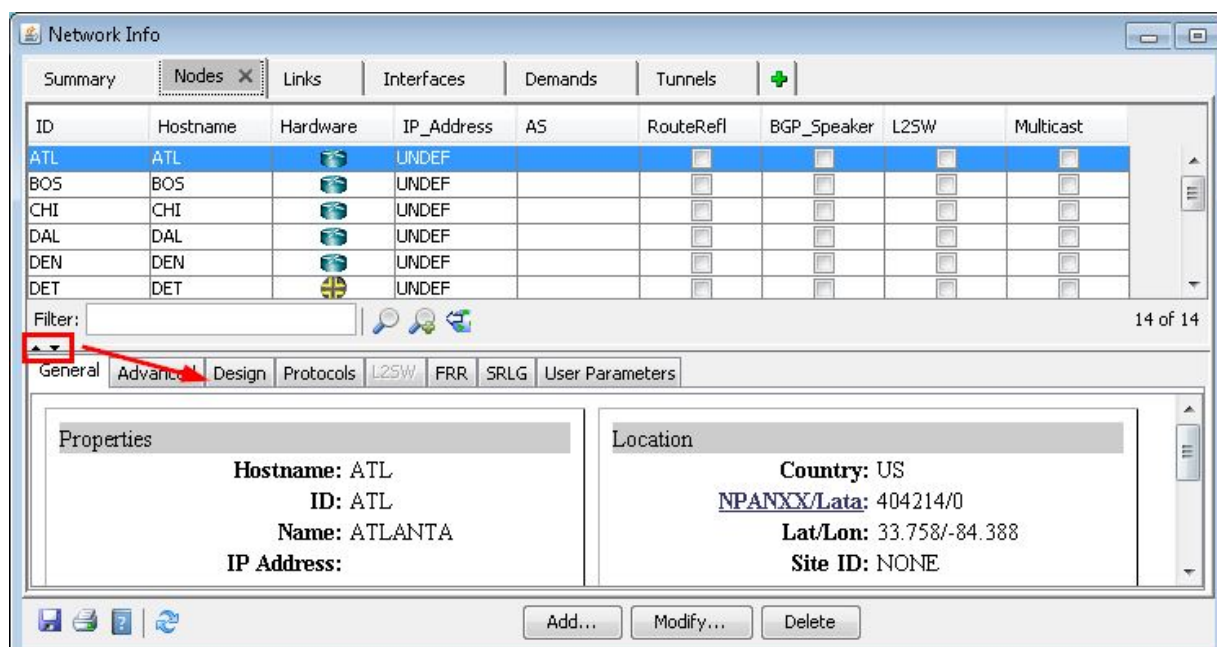 Network Info
Summary Nodes Links Interfaces Demands Tunnels
ID Hostname Hardware IP_Address AS RouteRefl BGP_Speaker L2SW Multicast
ATL ATL UNDEF
BOS BOS UNDEF
CHI CHI UNDEF
DAL DAL UNDEF
DEN DEN UNDEF
DET DET UNDEF
Filter: 14 of 14
General Advanced Design Protocols L2SW FRR SRLG User Parameters
Properties Location
Hostname: ATL Country: US
ID: ATL NPANXX/Lata: 404214/0
Name: ATLANTA Lat/Lon: 33.758/-84.388
IP Address: Site ID: NONE
Add... Modify... Delete